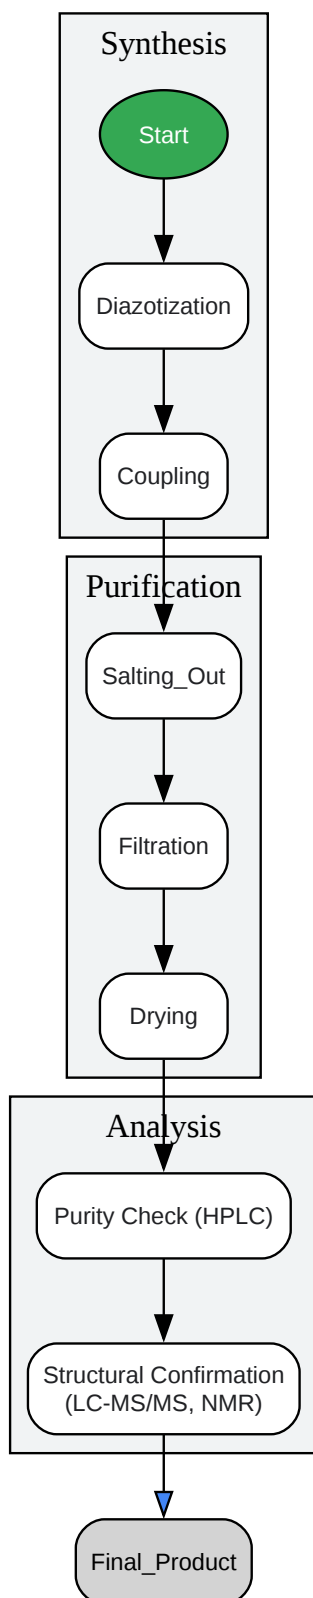 Synthesis
Start
Diazotization
Coupling
Purification
Salting_Out
Filtration
Drying
Analysis
Purity Check (HPLC)
Structural Confirmation
(LC-MS/MS, NMR)
Final_Product